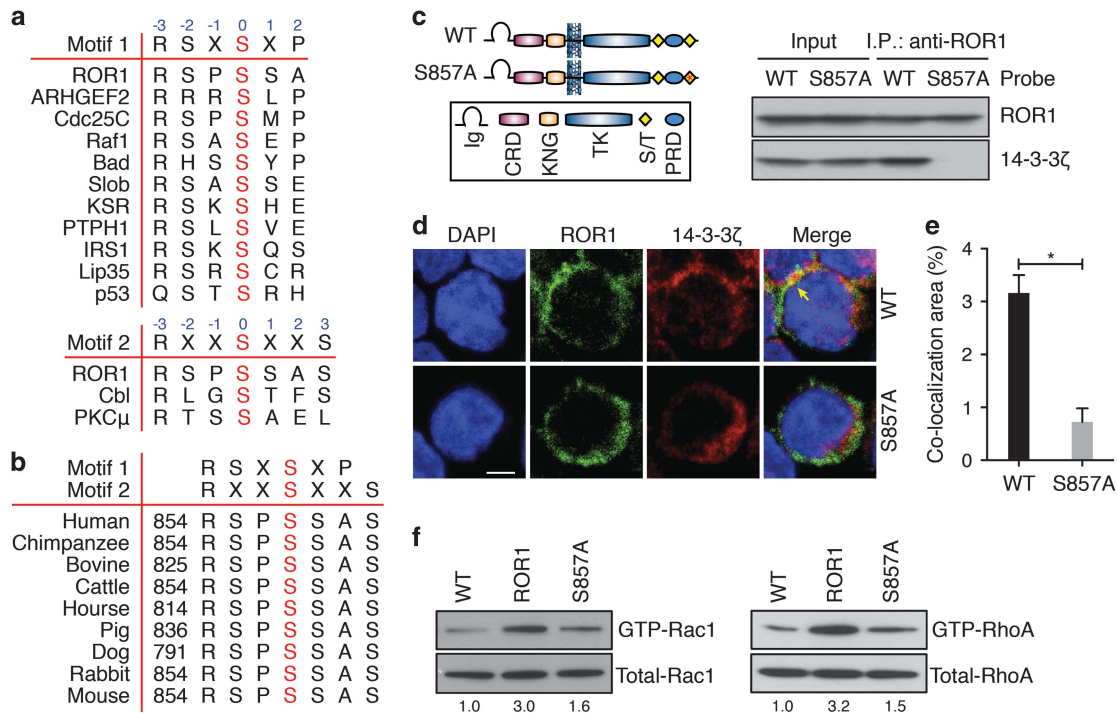 a
-3 -2 -1 0 1 2
Motif 1 R S X S X P
ROR1 R S P S S A
ARHGEF2 R R R S L P
Cdc25C R S P S M P
Raf1 R S A S E P
Bad R H S S Y P
Slob R S A S S E
KSR R S K S H E
PTPH1 R S L S V E
IRS1 R S K S Q S
Lip35 R S R S C R
p53 Q S T S R H
-3 -2 -1 0 1 2 3
Motif 2 R X X S X X S
ROR1 R S P S S A S
Cbl R L G S T F S
PKCμ R T S S A E L
b
Motif 1 R S X S X P
Motif 2 R X X S X X S
Human 854 R S P S S A S
Chimpanzee 854 R S P S S A S
Bovine 825 R S P S S A S
Cattle 854 R S P S S A S
Hourse 814 R S P S S A S
Pig 836 R S P S S A S
Dog 791 R S P S S A S
Rabbit 854 R S P S S A S
Mouse 854 R S P S S A S
c
WT
S857A
Ig CRD KNG TK S/T PRD
Input I.P.: anti-ROR1
WT S857A WT S857A Probe
ROR1
14-3-3ζ
d
DAPI ROR1 14-3-3ζ Merge
WT
S857A
e
Co-localization area (%)
4
3
2
1
0
*
WT S857A
f
WT ROR1 S857A
GTP-Rac1
Total-Rac1
1.0 3.0 1.6
WT ROR1 S857A
GTP-RhoA
Total-RhoA
1.0 3.2 1.5